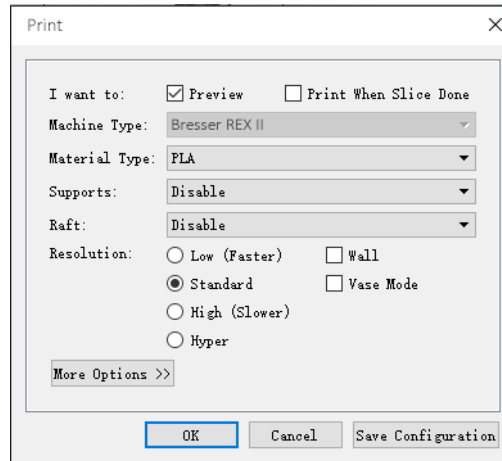 Print
I want to: Preview Print When Slice Done
Machine Type: Bresser REX II
Material Type: PLA
Supports: Disable
Raft: Disable
Resolution: Low (Faster) Wall
Standard Vase Mode
High (Slower)
Hyper
More Options >>
OK Cancel Save Configuration